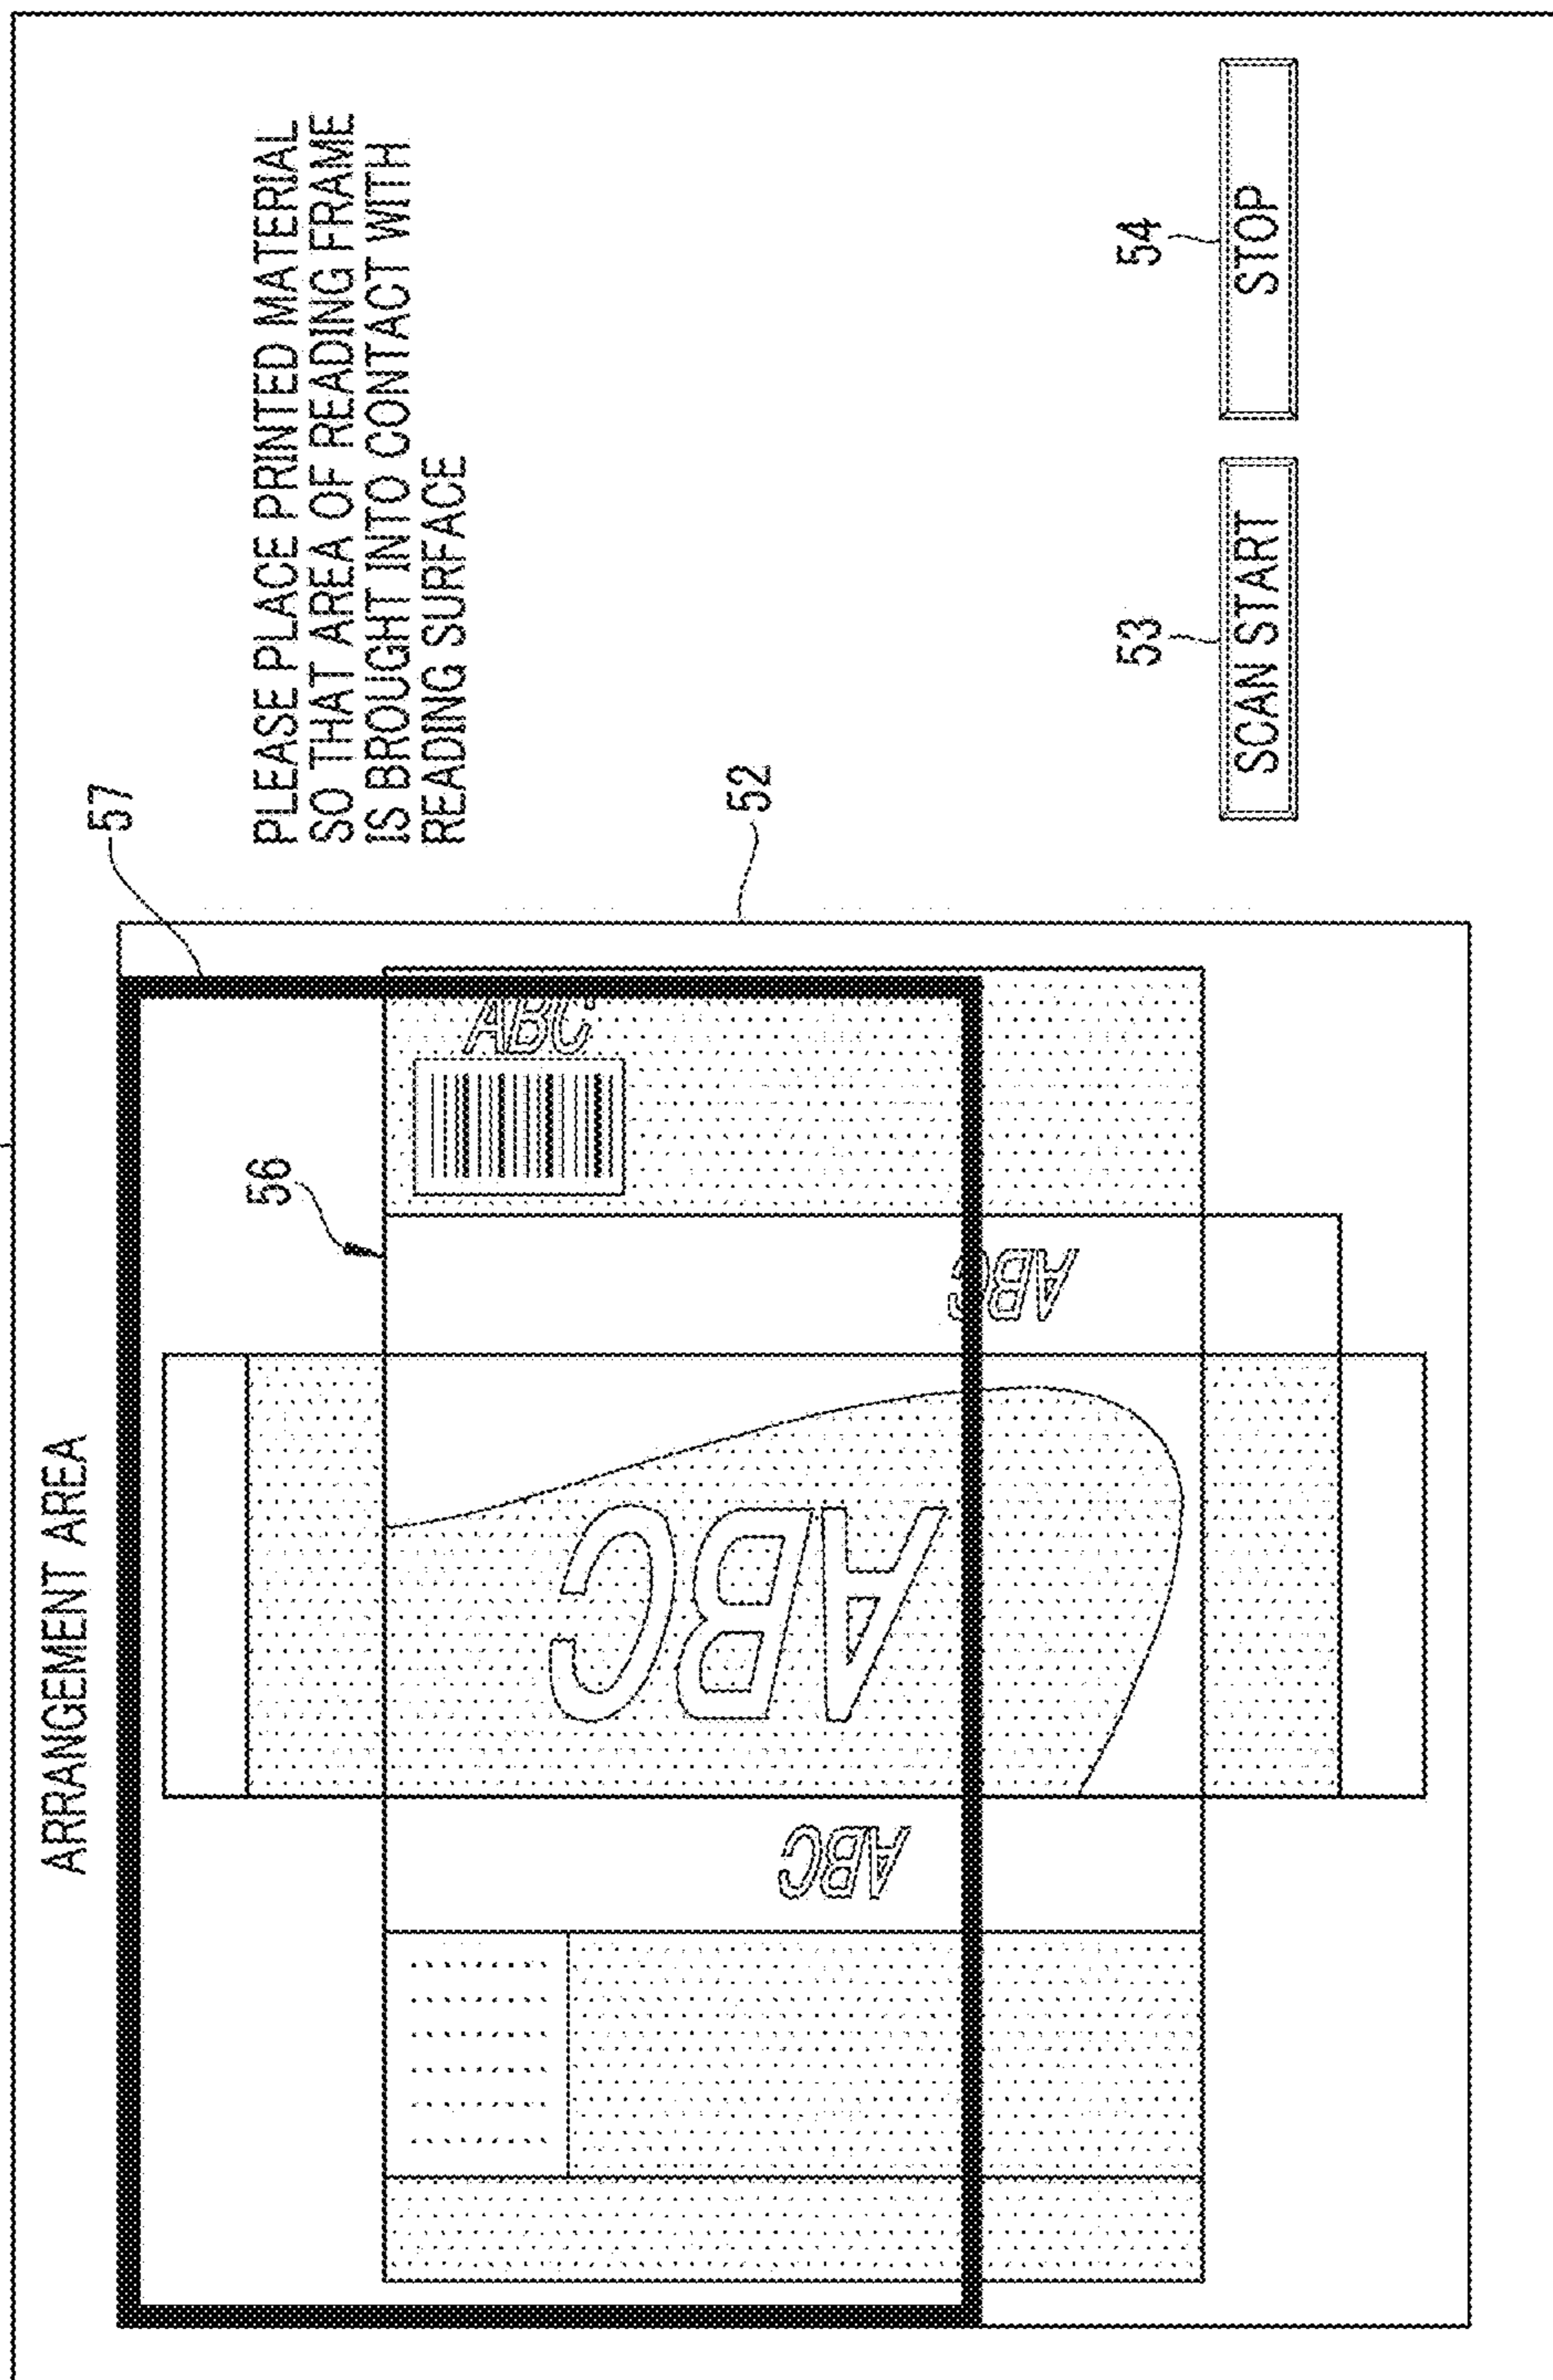 ARRANGEMENT AREA
57
PLEASE PLACE PRINTED MATERIAL
SO THAT AREA OF READING FRAME
IS BROUGHT INTO CONTACT WITH
READING SURFACE
56
ABC
ABC
ABC
ABC
52
53
SCAN START
54
STOP